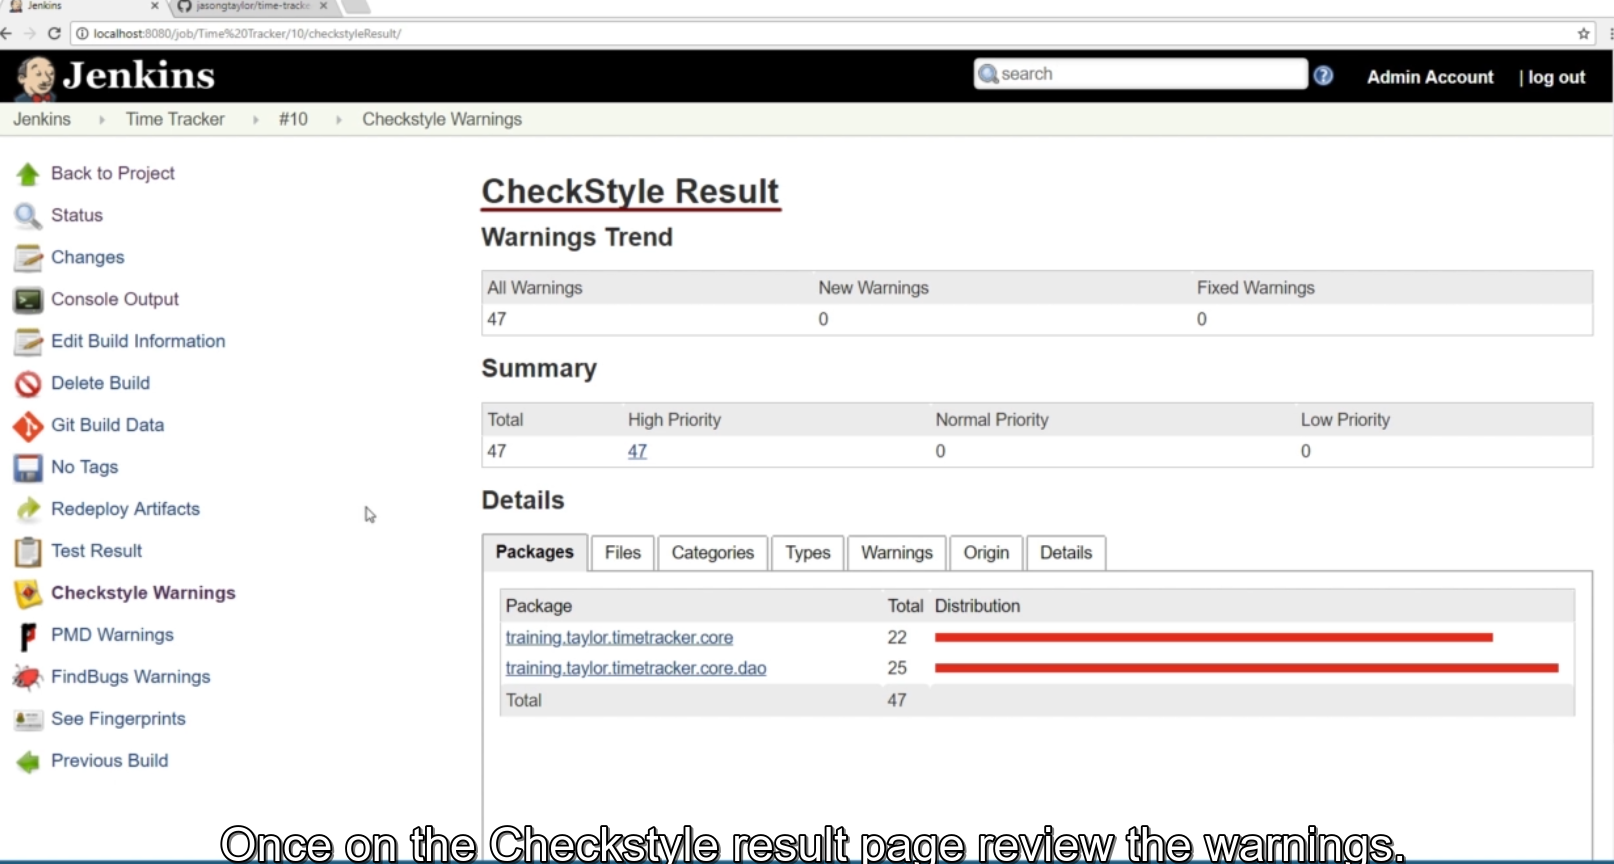 Jenkins
jasongtaylor/time-tracke
localhost:8080/job/Time%20Tracker/10/checkstyleResult/
Jenkins
search
Admin Account | log out
Jenkins Time Tracker #10 Checkstyle Warnings
Back to Project
Status
Changes
Console Output
Edit Build Information
Delete Build
Git Build Data
No Tags
Redeploy Artifacts
Test Result
Checkstyle Warnings
PMD Warnings
FindBugs Warnings
See Fingerprints
Previous Build
CheckStyle Result
Warnings Trend
All Warnings New Warnings Fixed Warnings
47 0 0
Summary
Total High Priority Normal Priority Low Priority
47 47 0 0
Details
Packages Files Categories Types Warnings Origin Details
Package Total Distribution
training.taylor.timetracker.core 22
training.taylor.timetracker.core.dao 25
Total 47
Once on the Checkstyle result page review the warnings.